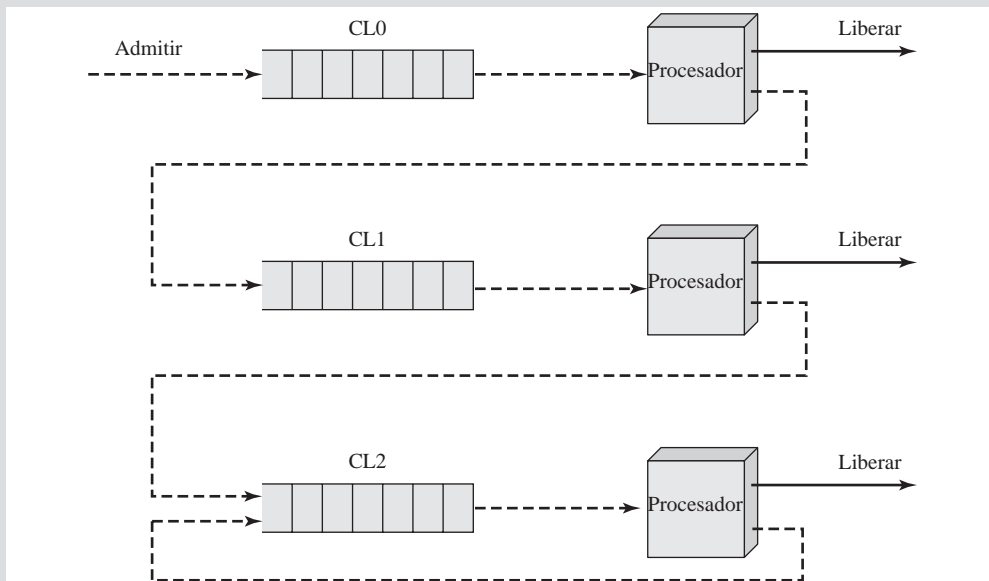 CL0
Admitir
Liberar
Procesador
CL1
Liberar
Procesador
CL2
Liberar
Procesador